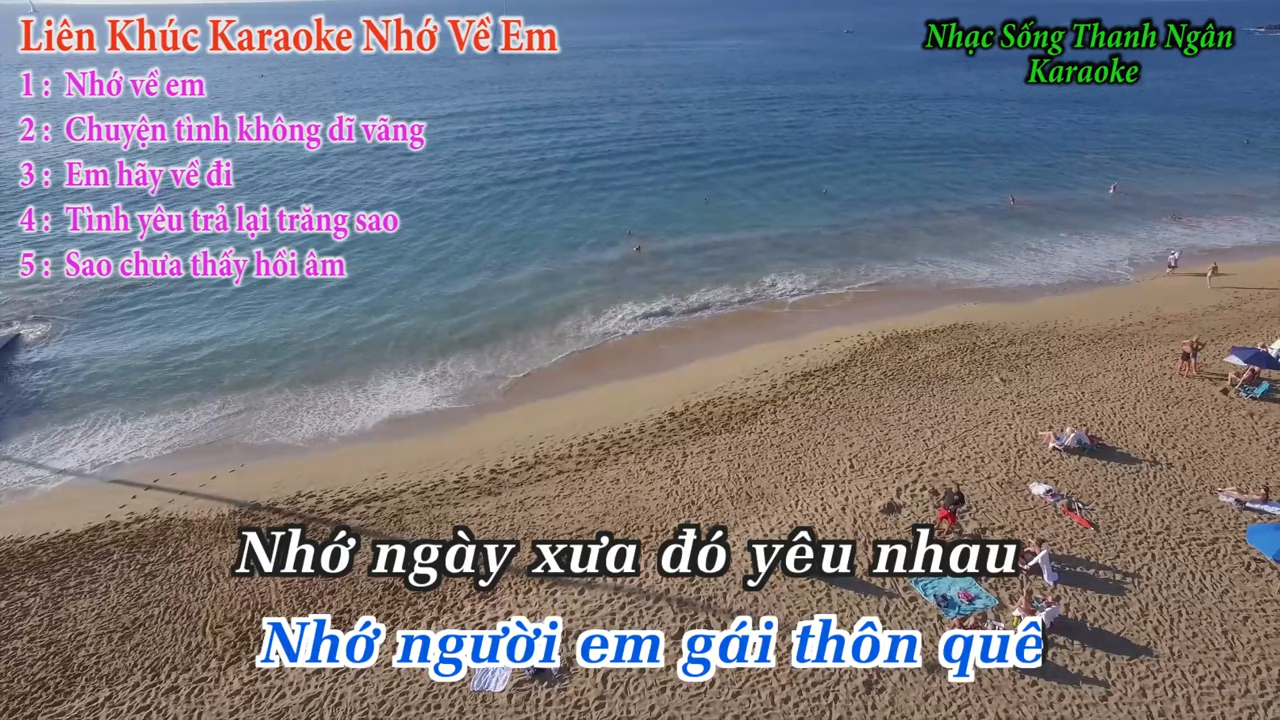 Liên Khúc Karaoke Nhớ Về Em
1 : Nhớ về em
2 : Chuyện tình không dĩ vãng
3 : Em hãy về đi
4 : Tình yêu trả lại trăng sao
5 : Sao chưa thấy hồi âm
Nhạc Sống Thanh Ngân
Karaoke
Nhớ ngày xưa đó yêu nhau
Nhớ người em gái thôn quê